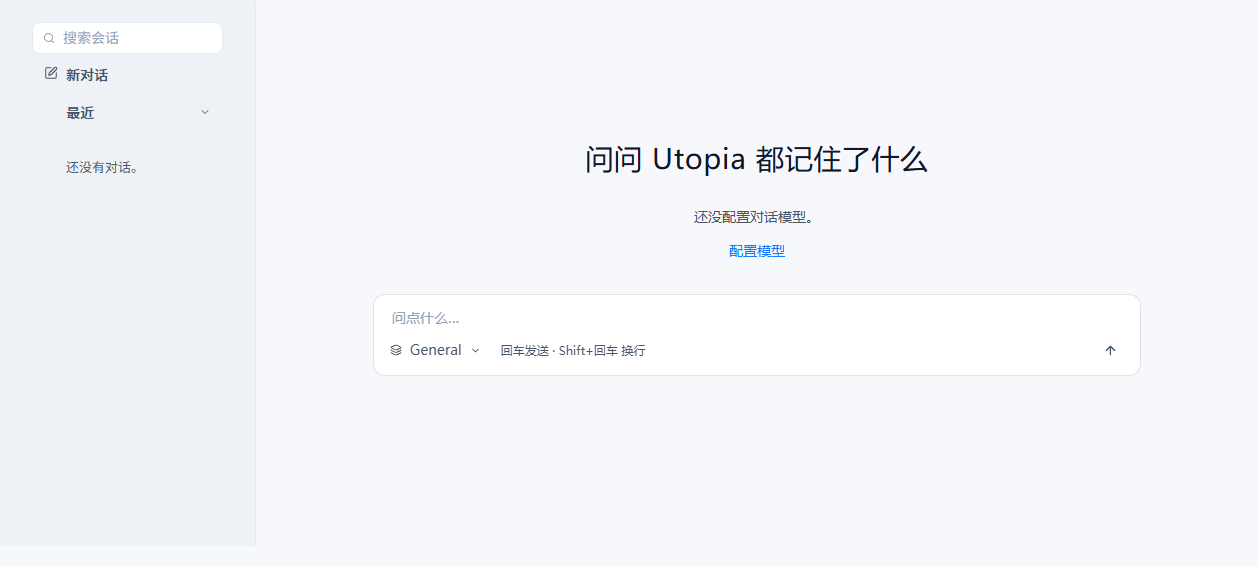 搜索会话
新对话
最近
还没有对话。
问问 Utopia 都记住了什么
还没配置对话模型。
配置模型
问点什么...
General
回车发送 · Shift+回车 换行